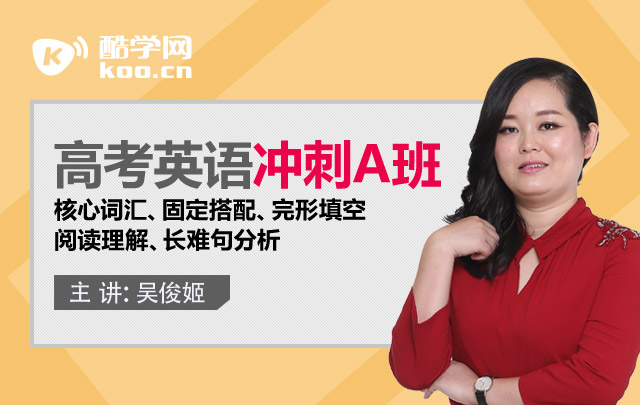 酷学网
koo.cn
高考英语冲刺A班
核心词汇、固定搭配、完形填空
阅读理解、长难句分析
主 讲: 吴俊姬